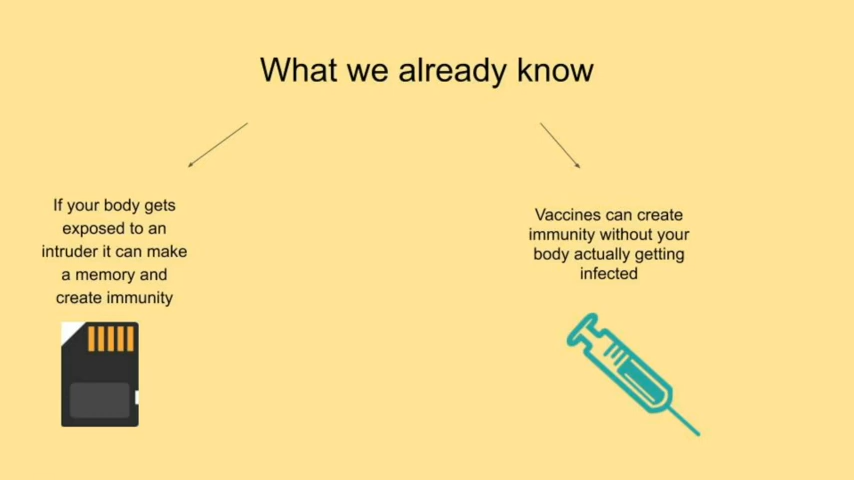 What we already know
If your body gets
exposed to an
intruder it can make
a memory and
create immunity
Vaccines can create
immunity without your
body actually getting
infected